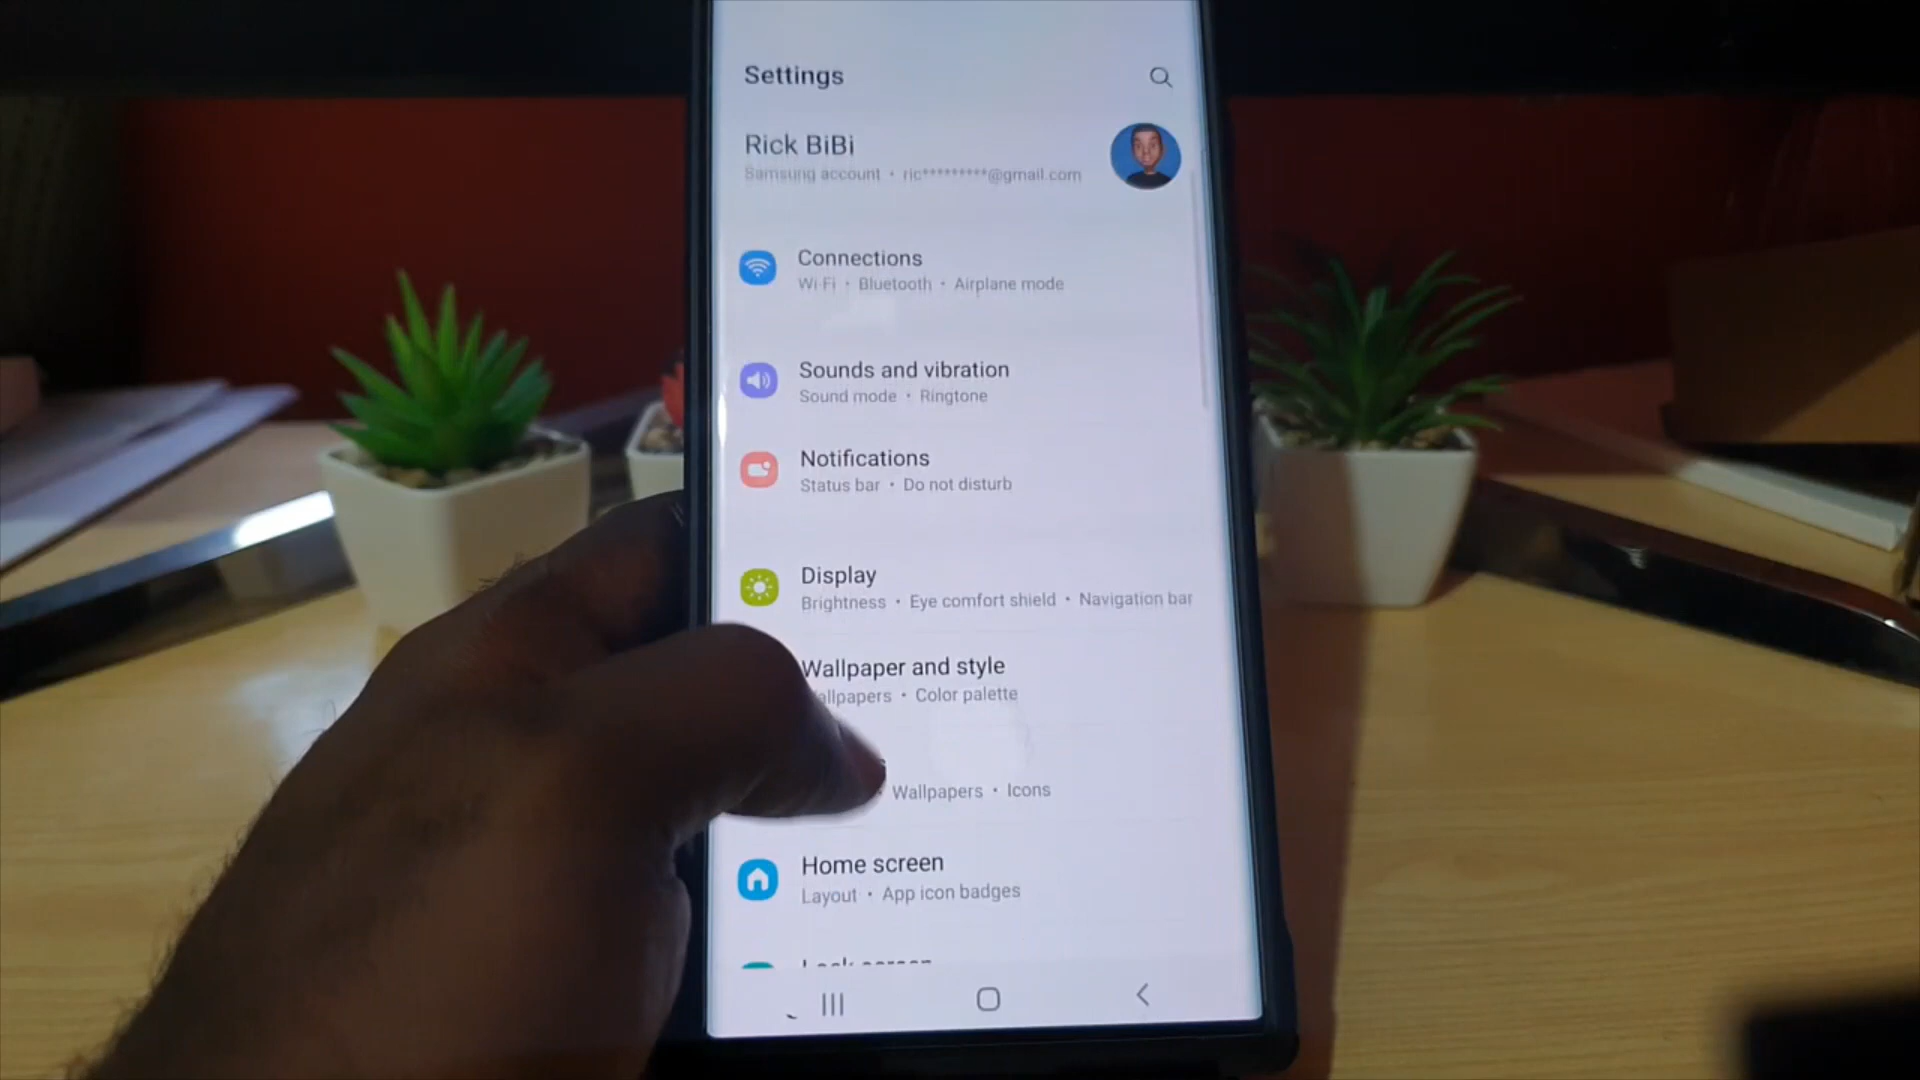 Settings
Rick BiBi
Samsung account • ric*********@gmail.com
Connections
Wi-Fi • Bluetooth • Airplane mode
Sounds and vibration
Sound mode • Ringtone
Notifications
Status bar • Do not disturb
Display
Brightness • Eye comfort shield • Navigation bar
Wallpaper and style
Wallpapers • Color palette
Wallpapers • Icons
Home screen
Layout • App icon badges